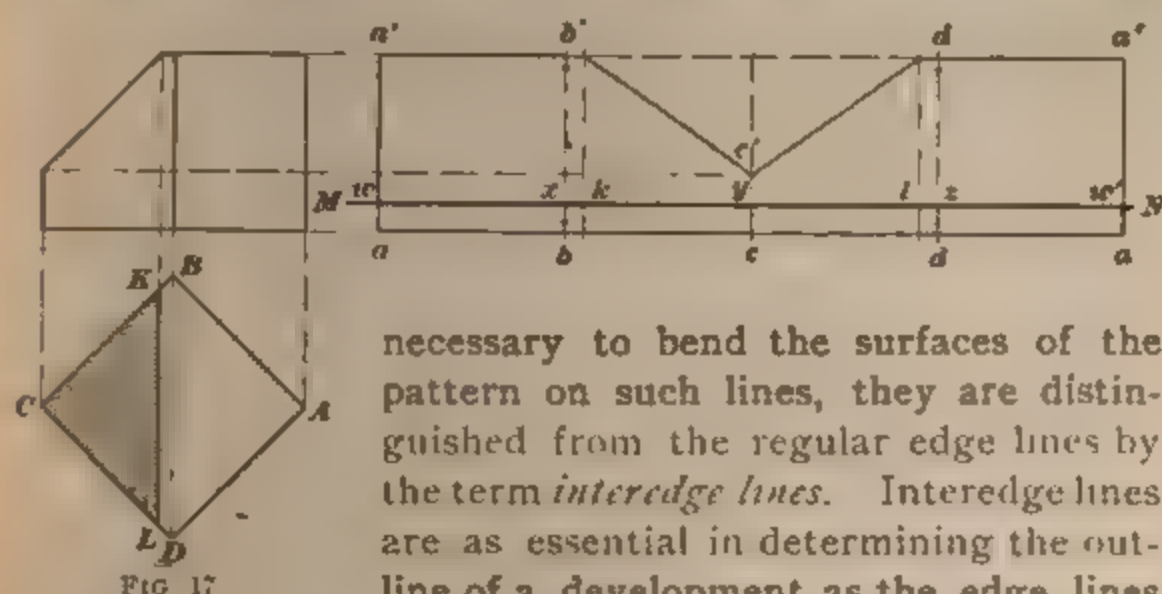 a' b' d a'
c'
M w x k y l z w' N
a b c d a
K B
C A
L D
FIG 17
necessary to bend the surfaces of the
pattern on such lines, they are distin-
guished from the regular edge lines by
the term interedge lines. Interedge lines
are as essential in determining the out-
line of a development as the edge lines